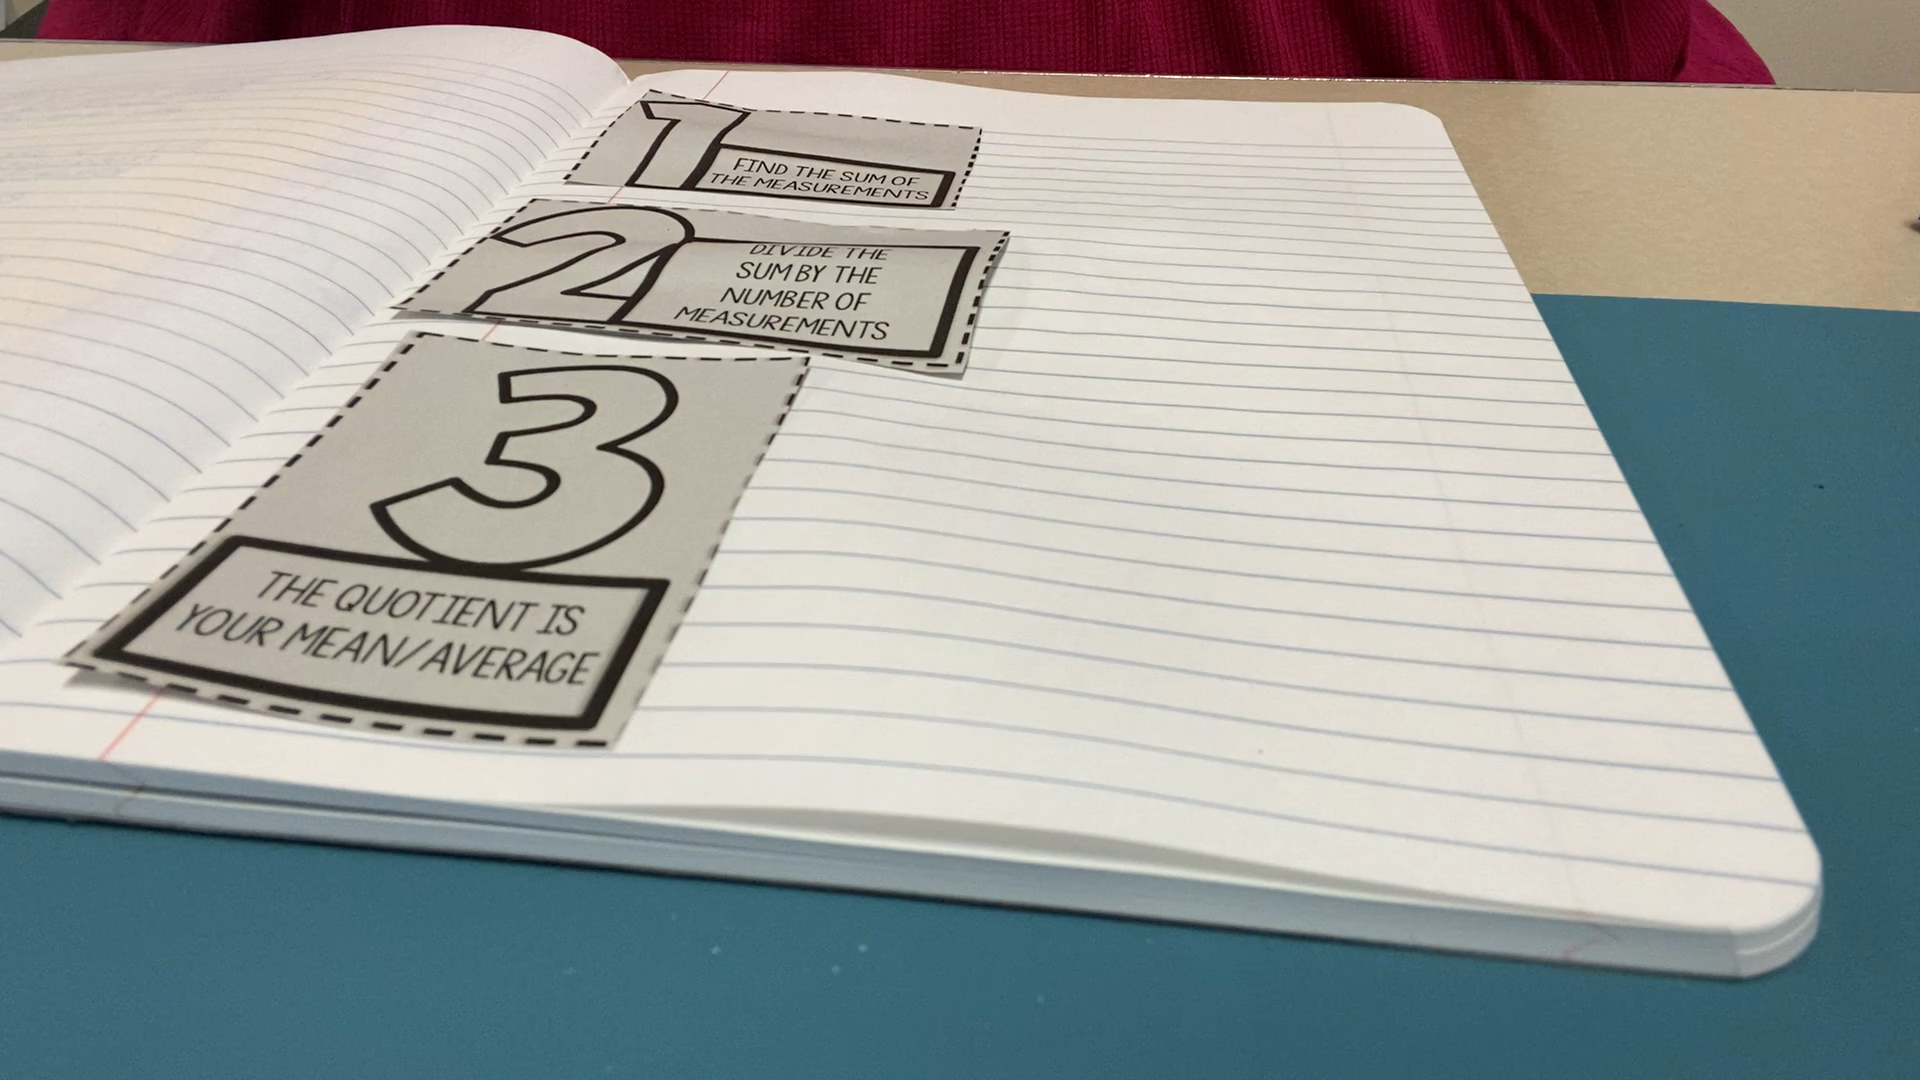 1
FIND THE SUM OF
THE MEASUREMENTS
2
DIVIDE THE
SUM BY THE
NUMBER OF
MEASUREMENTS
3
THE QUOTIENT IS
YOUR MEAN/AVERAGE